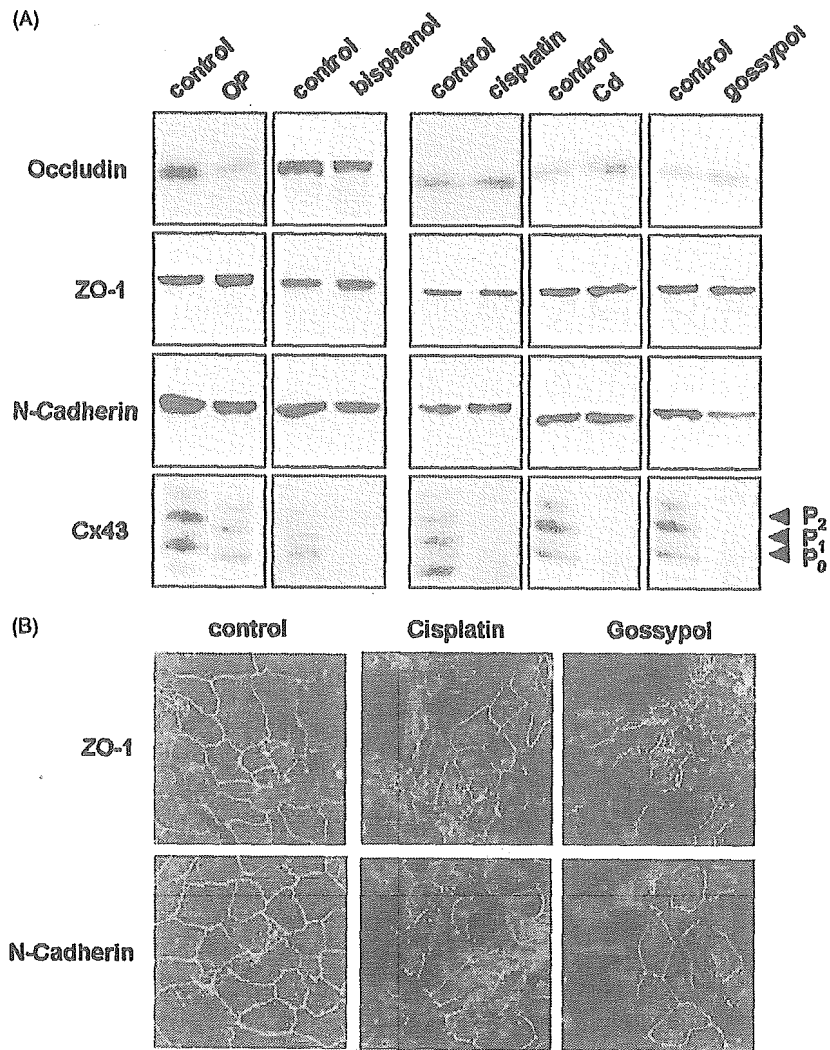 (A)
control OP control bisphenol control cisplatin control Cd control gossypol
Occludin
ZO-1
N-Cadherin
Cx43
P2
P1
P0
(B)
control Cisplatin Gossypol
ZO-1
N-Cadherin